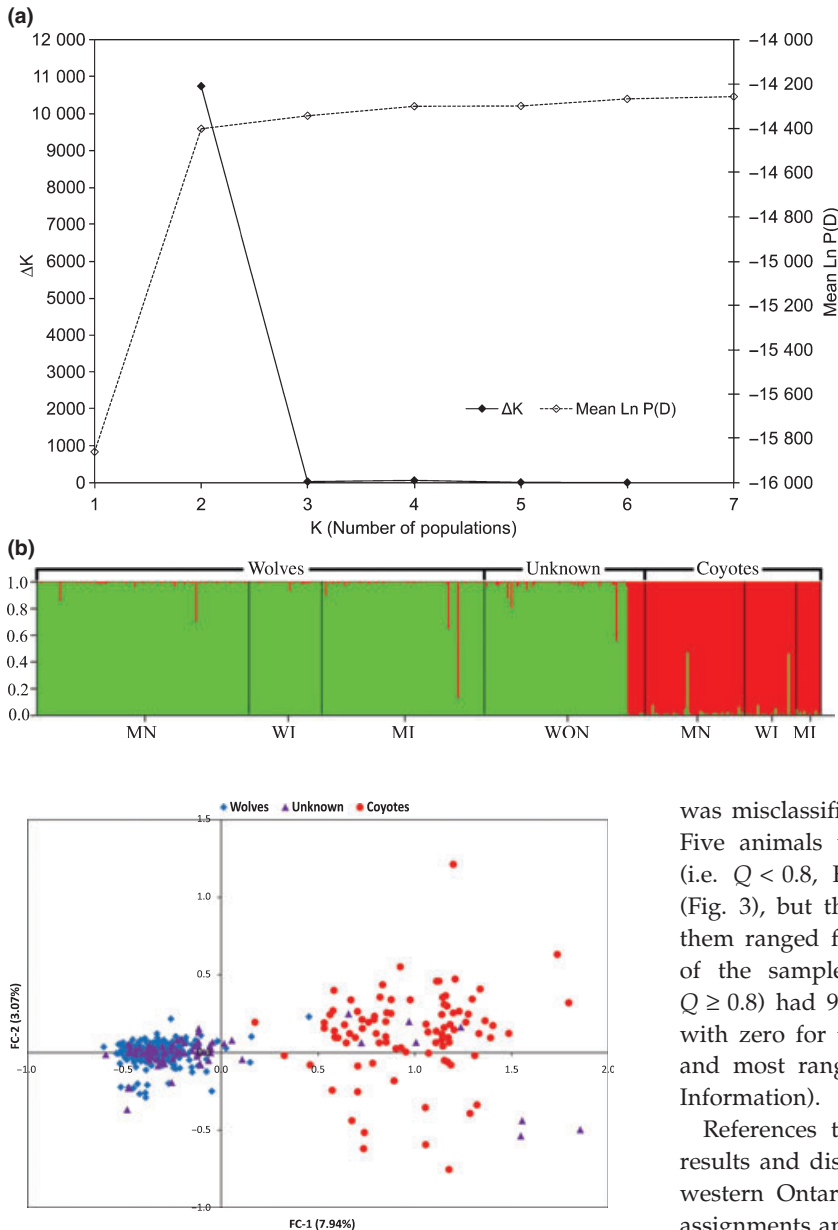 (a)
12 000
11 000
10 000
9000
8000
7000
6000
5000
4000
3000
2000
1000
0
ΔK
−14 000
−14 200
−14 400
−14 600
−14 800
−15 000
−15 200
−15 400
−15 600
−15 800
−16 000
Mean Ln P(D)
ΔK Mean Ln P(D)
1 2 3 4 5 6 7
K (Number of populations)
(b)
Wolves Unknown Coyotes
1.0
0.8
0.6
0.4
0.2
0.0
MN WI MI WON MN WI MI
Wolves Unknown Coyotes
1.5
1.0
0.5
0.0
-1.0 -0.5 0.5 1.0 1.5 2.0
-0.5
-1.0
FC-2 (3.07%)
FC-1 (7.94%)
was misclassifi
Five animals
(i.e. Q < 0.8,
(Fig. 3), but th
them ranged f
of the sample
Q ≥ 0.8) had 9
with zero for
and most rang
Information).
References t
results and dis
western Ontar
assignments an